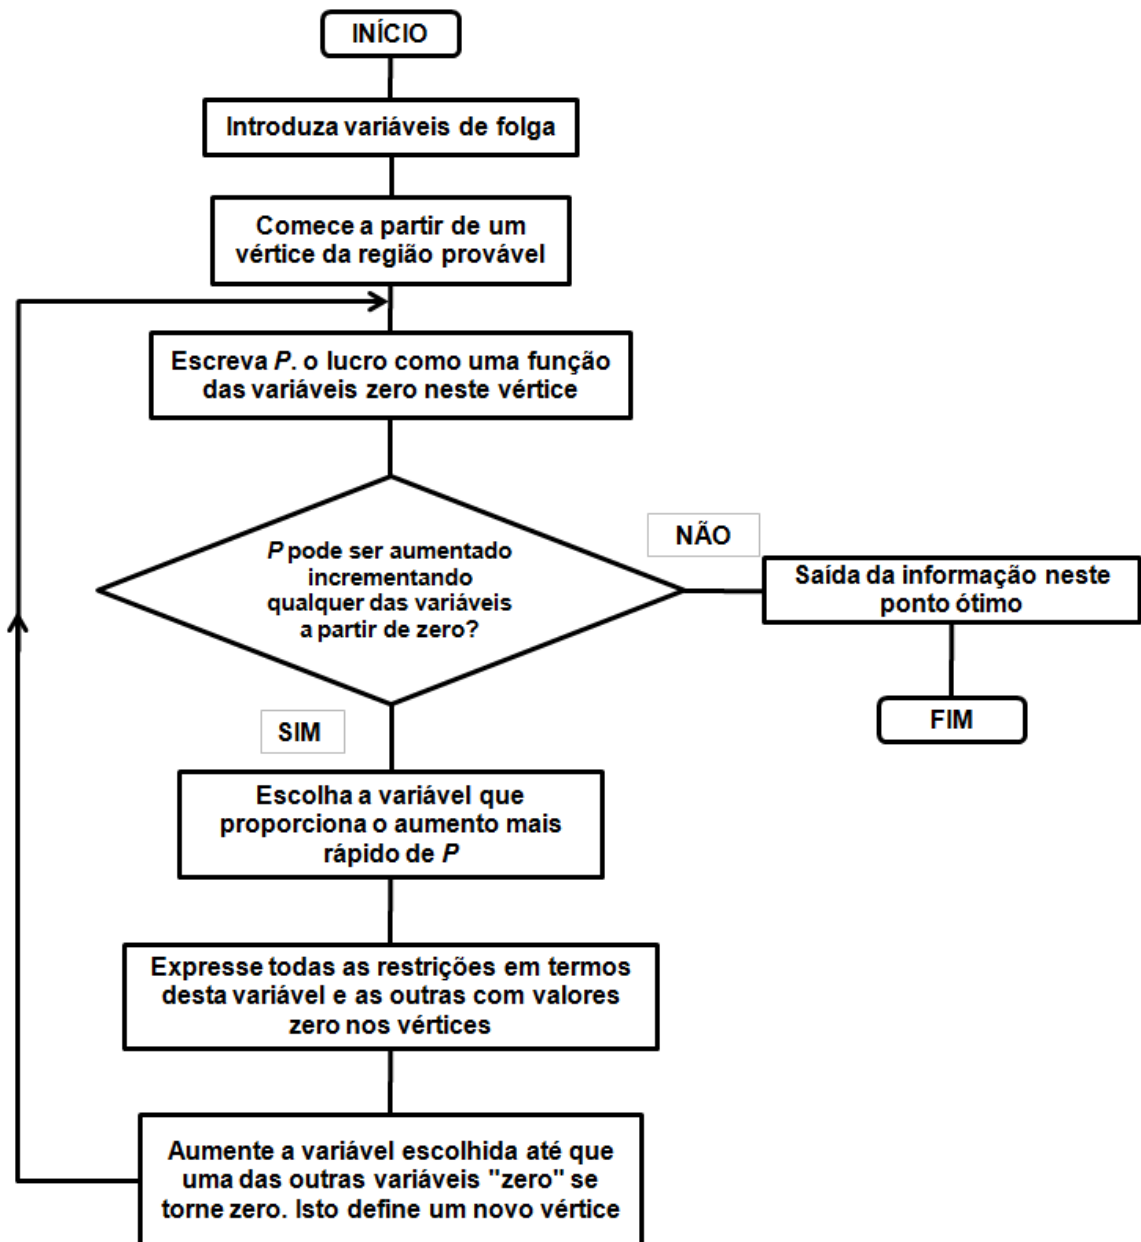 INÍCIO
Introduza variáveis de folga
Comece a partir de um
vértice da região provável
Escreva P. o lucro como uma função
das variáveis zero neste vértice
P pode ser aumentado
incrementando
qualquer das variáveis
a partir de zero?
NÃO
Saída da informação neste
ponto ótimo
FIM
SIM
Escolha a variável que
proporciona o aumento mais
rápido de P
Expresse todas as restrições em termos
desta variável e as outras com valores
zero nos vértices
Aumente a variável escolhida até que
uma das outras variáveis "zero" se
torne zero. Isto define um novo vértice